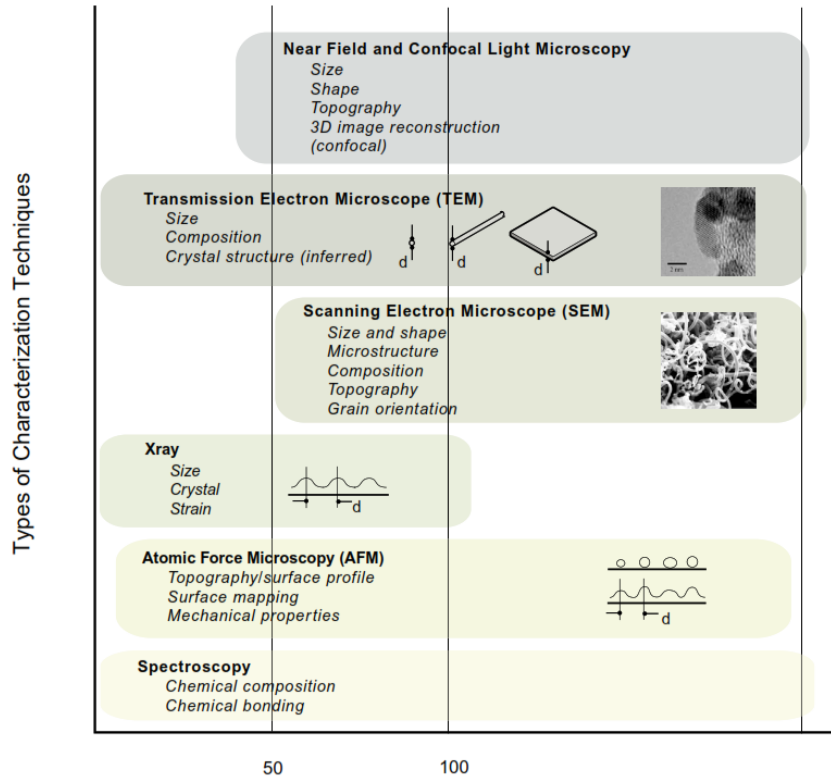 Types of Characterization Techniques
Near Field and Confocal Light Microscopy
Size
Shape
Topography
3D image reconstruction
(confocal)
Transmission Electron Microscope (TEM)
Size
Composition
Crystal structure (inferred)
d
d
d
2 nm
Scanning Electron Microscope (SEM)
Size and shape
Microstructure
Composition
Topography
Grain orientation
Xray
Size
Crystal
Strain
d
Atomic Force Microscopy (AFM)
Topography/surface profile
Surface mapping
Mechanical properties
d
Spectroscopy
Chemical composition
Chemical bonding
50
100